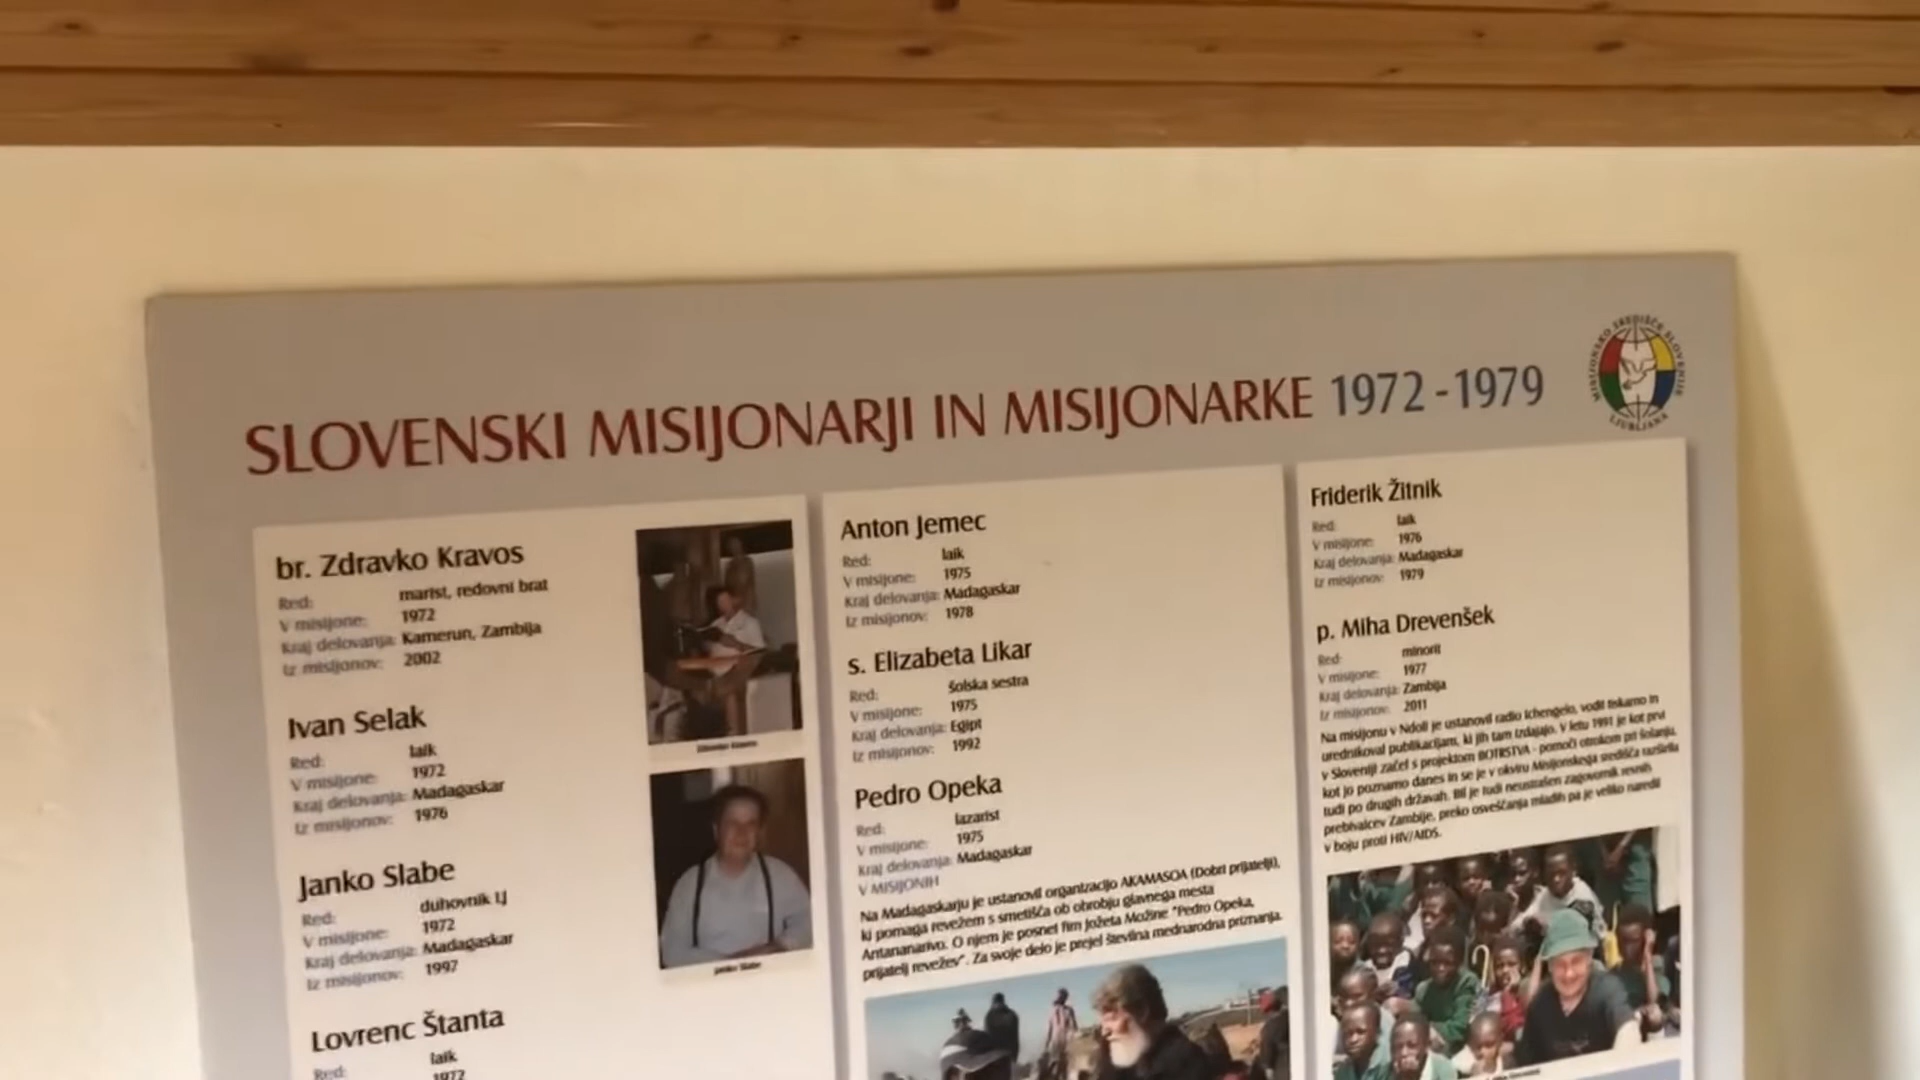 SLOVENSKI MISIJONARJI IN MISIJONARKE 1972 - 1979
MISIJONSKO SREDIŠČE SLOVENIJE
LJUBLJANA
br. Zdravko Kravos
Red: marist, redovni brat
V misijone: 1972
Kraj delovanja: Kamerun, Zambija
Iz misijonov: 2002
Zdravko Kravos
Ivan Selak
Red: laik
V misijone: 1972
Kraj delovanja: Madagaskar
Iz misijonov: 1976
Janko Slabe
Red: duhovnik LJ
V misijone: 1972
Kraj delovanja: Madagaskar
Iz misijonov: 1997
Janko Slabe
Lovrenc Štanta
Red: laik
1972
Anton Jemec
Red: laik
V misijone: 1975
Kraj delovanja: Madagaskar
Iz misijonov: 1978
s. Elizabeta Likar
Red: šolska sestra
V misijone: 1975
Kraj delovanja: Egipt
Iz misijonov: 1992
Pedro Opeka
Red: lazarist
V misijone: 1975
Kraj delovanja: Madagaskar
V MISIJONIH
Na Madagaskarju je ustanovil organizacijo AKAMASOA (Dobri prijatelji),
ki pomaga revežem s smetišča ob obrobju glavnega mesta
Antananarivo. O njem je posnet film Jožeta Možine "Pedro Opeka,
prijatelj revežev". Za svoje delo je prejel številna mednarodna priznanja.
Friderik Žitnik
Red: laik
V misijone: 1976
Kraj delovanja: Madagaskar
Iz misijonov: 1979
p. Miha Drevenšek
Red: minorit
V misijone: 1977
Kraj delovanja: Zambija
Iz misijonov: 2011
Na misijonu v Ndoli je ustanovil radio Ichengelo, vodil tiskarno in
urednikoval publikacijam, ki jih tam izdajajo. V letu 1991 je kot prvi
v Sloveniji začel s projektom BOTRSTVA - pomoči otrokom pri šolanju,
kot jo poznamo danes in se je v okviru Misijonskega središča razširila
tudi po drugih državah. Bil je tudi neustrašen zagovornik revnih
prebivalcev Zambije, preko osveščanja mladih pa je veliko naredil
v boju proti HIV/AIDS.